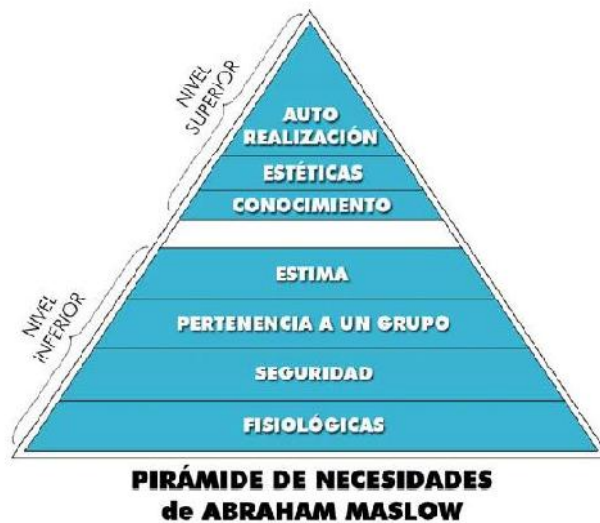 NIVEL
SUPERIOR
AUTO
REALIZACIÓN
ESTÉTICAS
CONOCIMIENTO
NIVEL
iNFERIOR
ESTIMA
PERTENENCIA A UN GRUPO
SEGURIDAD
FISIOLÓGICAS
PIRÁMIDE DE NECESIDADES
de ABRAHAM MASLOW